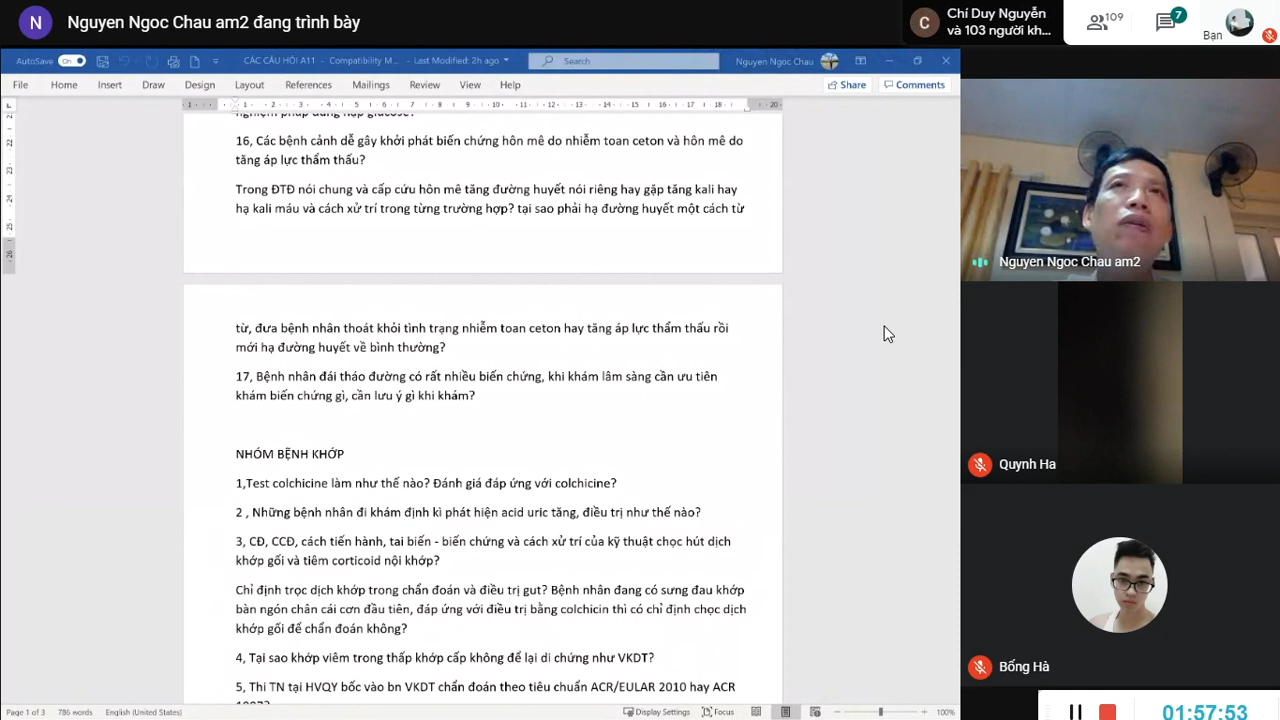 N Nguyen Ngoc Chau am2 đang trình bày
C Chí Duy Nguyễn
và 103 người kh...
109
7
Bạn
AutoSave On
CÁC CÂU HỎI A11 - Compatibility M... - Last Modified: 2h ago
Search
Nguyen Ngoc Chau
File Home Insert Draw Design Layout References Mailings Review View Help
Share Comments
16, Các bệnh cảnh dễ gây khởi phát biến chứng hôn mê do nhiễm toan ceton và hôn mê do
tăng áp lực thẩm thấu?
Trong ĐTĐ nói chung và cấp cứu hôn mê tăng đường huyết nói riêng hay gặp tăng kali hay
hạ kali máu và cách xử trí trong từng trường hợp? tại sao phải hạ đường huyết một cách từ
từ, đưa bệnh nhân thoát khỏi tình trạng nhiễm toan ceton hay tăng áp lực thẩm thấu rồi
mới hạ đường huyết về bình thường?
17, Bệnh nhân đái tháo đường có rất nhiều biến chứng, khi khám lâm sàng cần ưu tiên
khám biến chứng gì, cần lưu ý gì khi khám?
NHÓM BỆNH KHỚP
1,Test colchicine làm như thế nào? Đánh giá đáp ứng với colchicine?
2 , Những bệnh nhân đi khám định kì phát hiện acid uric tăng, điều trị như thế nào?
3, CĐ, CCĐ, cách tiến hành, tai biến - biến chứng và cách xử trí của kỹ thuật chọc hút dịch
khớp gối và tiêm corticoid nội khớp?
Chỉ định trọc dịch khớp trong chẩn đoán và điều trị gut? Bệnh nhân đang có sưng đau khớp
bàn ngón chân cái cơn đầu tiên, đáp ứng với điều trị bằng colchicin thì có chỉ định chọc dịch
khớp gối để chẩn đoán không?
4, Tại sao khớp viêm trong thấp khớp cấp không để lại di chứng như VKDT?
5, Thi TN tại HVQY bốc vào bn VKDT chẩn đoán theo tiêu chuẩn ACR/EULAR 2010 hay ACR
Page 1 of 3 786 words English (United States)
Display Settings Focus 100%
Nguyen Ngoc Chau am2
Quynh Ha
Bống Hà
01:57:53